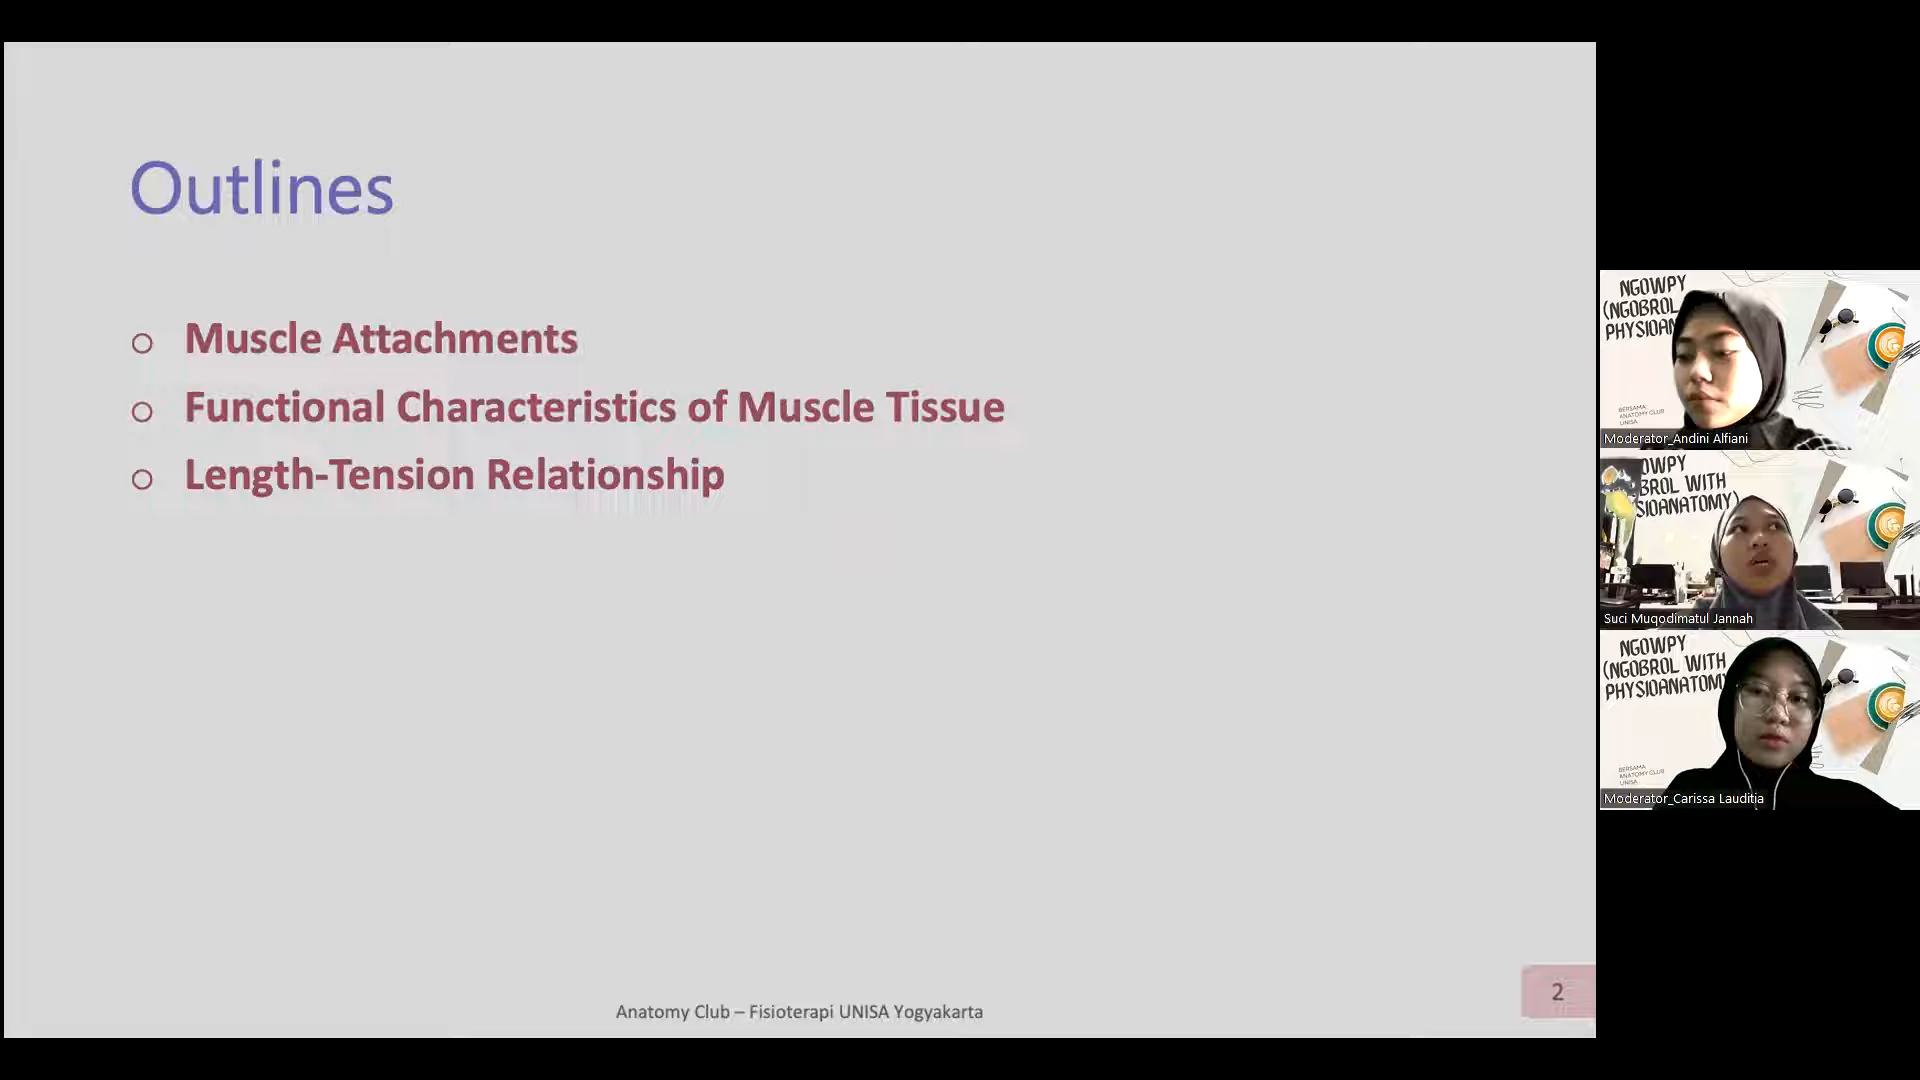 Outlines
Muscle Attachments
Functional Characteristics of Muscle Tissue
Length-Tension Relationship
Anatomy Club – Fisioterapi UNISA Yogyakarta
2
NGOWPY
(NGOBROL
BERSAMA
ANATOMY CLUB
UNISA
Moderator_Andini Alfiani
OWPY
BROL WITH
SIOANATOMY)
Suci Muqodimatul Jannah
NGOWPY
(NGOBROL WITH
PHYSIOANATOMY
BERSAMA
ANATOMY CLUB
UNISA
Moderator_Carissa Lauditia